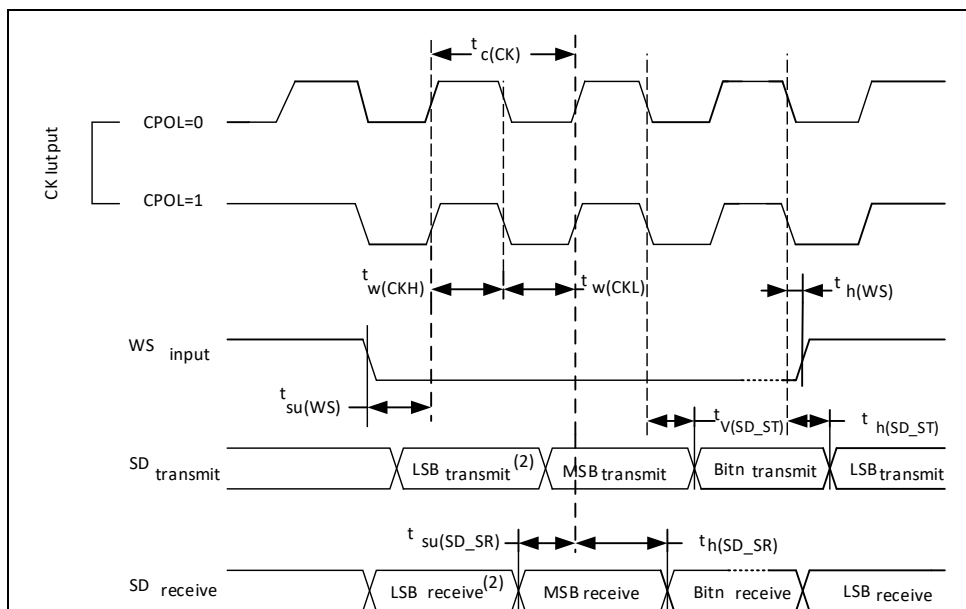 t c(CK)
CK Iutput
CPOL=0
CPOL=1
t w(CKH)
t w(CKL)
t h(WS)
WS input
t su(WS)
t V(SD_ST)
t h(SD_ST)
SD transmit
LSB transmit (2)
MSB transmit
Bitn transmit
LSB transmit
t su(SD_SR)
t h(SD_SR)
SD receive
LSB receive (2)
MSB receive
Bitn receive
LSB receive